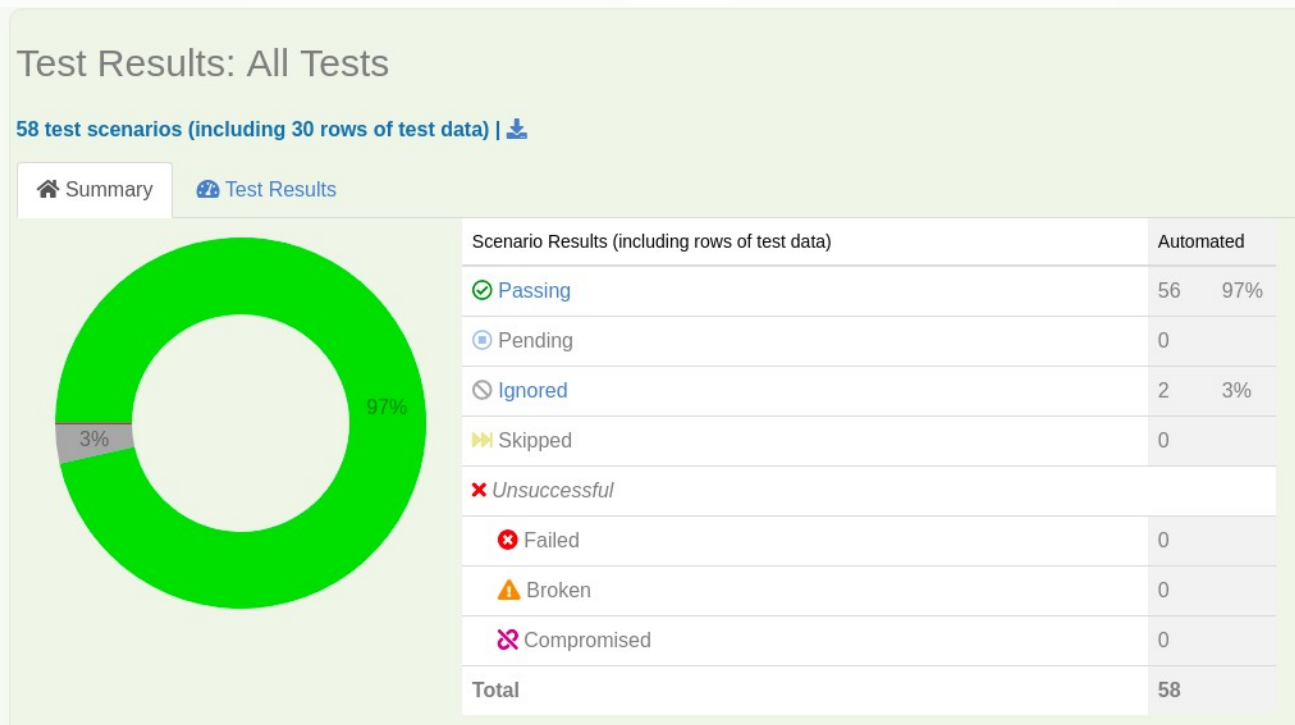 Test Results: All Tests
58 test scenarios (including 30 rows of test data) |
Summary
Test Results
97%
3%
Scenario Results (including rows of test data) Automated
Passing 56 97%
Pending 0
Ignored 2 3%
Skipped 0
Unsuccessful
Failed 0
Broken 0
Compromised 0
Total 58